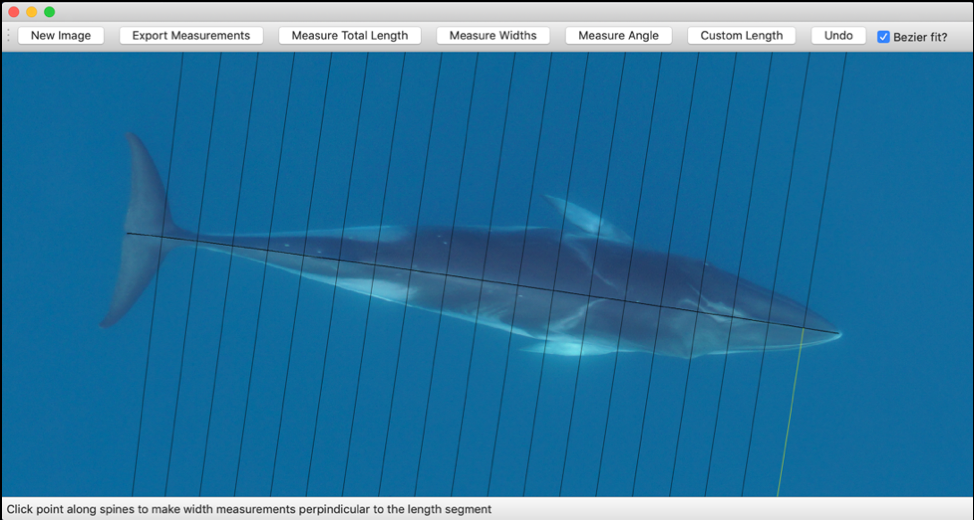 New Image Export Measurements Measure Total Length Measure Widths Measure Angle Custom Length Undo Bezier fit?
Click point along spines to make width measurements perpindicular to the length segment